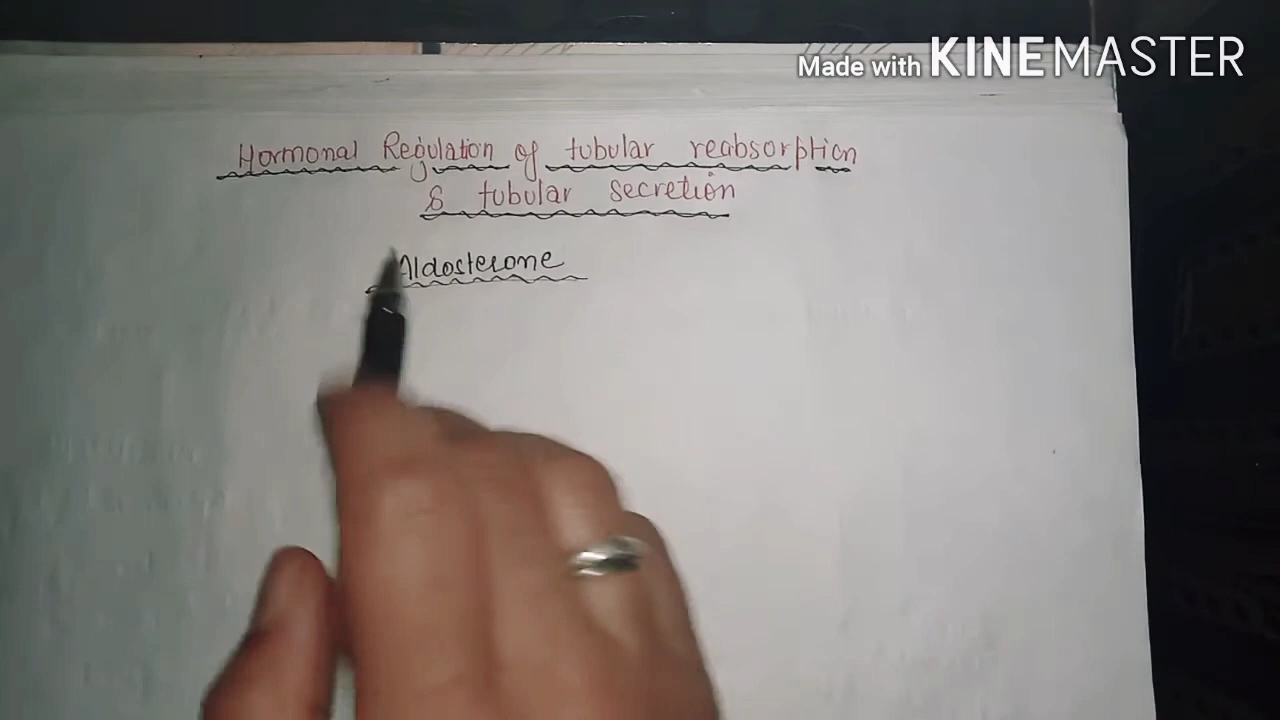 Made with KINEMASTER
Hormonal Regulation of tubular reabsorption
& tubular secretion
Aldosterone